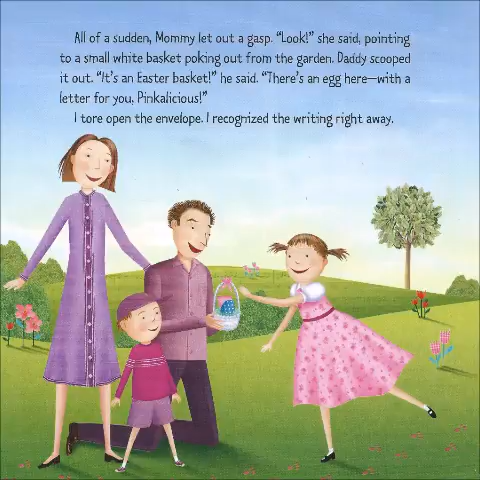 All of a sudden, Mommy let out a gasp. “Look!” she said, pointing
to a small white basket poking out from the garden. Daddy scooped
it out. “It's an Easter basket!” he said. “There's an egg here—with a
letter for you, Pinkalicious!”
I tore open the envelope. I recognized the writing right away.